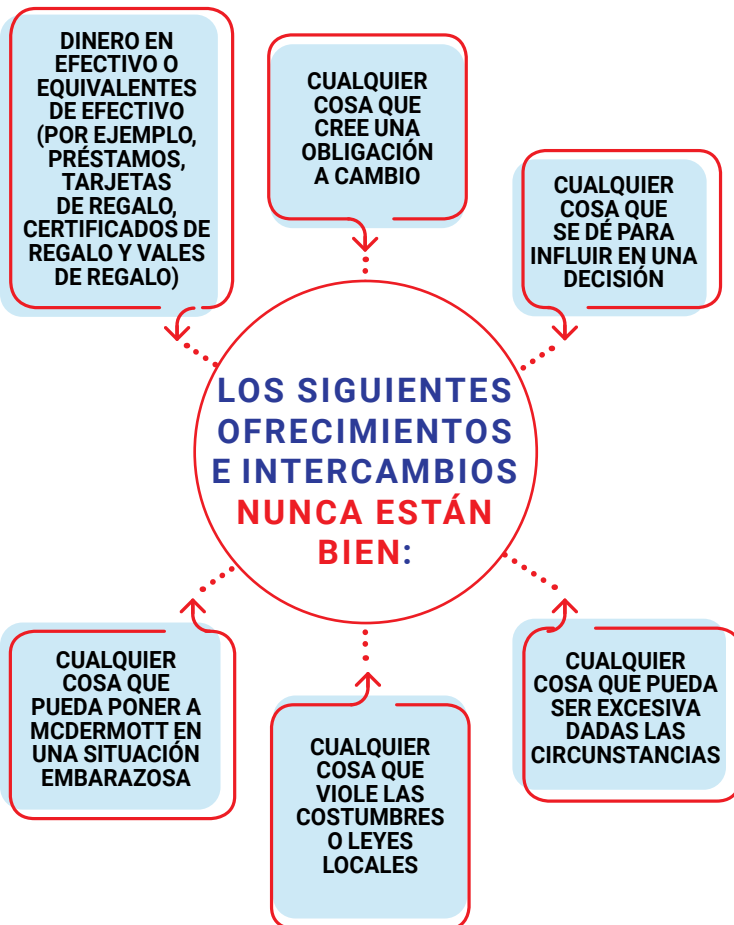 DINERO EN
EFECTIVO O
EQUIVALENTES
DE EFECTIVO
(POR EJEMPLO,
PRÉSTAMOS,
TARJETAS
DE REGALO,
CERTIFICADOS DE
REGALO Y VALES
DE REGALO)
CUALQUIER
COSA QUE
CREE UNA
OBLIGACIÓN
A CAMBIO
CUALQUIER
COSA QUE
SE DÉ PARA
INFLUIR EN UNA
DECISIÓN
LOS SIGUIENTES
OFRECIMIENTOS
E INTERCAMBIOS
NUNCA ESTÁN
BIEN:
CUALQUIER
COSA QUE
PUEDA PONER A
MCDERMOTT EN
UNA SITUACIÓN
EMBARAZOSA
CUALQUIER
COSA QUE
VIOLE LAS
COSTUMBRES
O LEYES
LOCALES
CUALQUIER
COSA QUE PUEDA
SER EXCESIVA
DADAS LAS
CIRCUNSTANCIAS